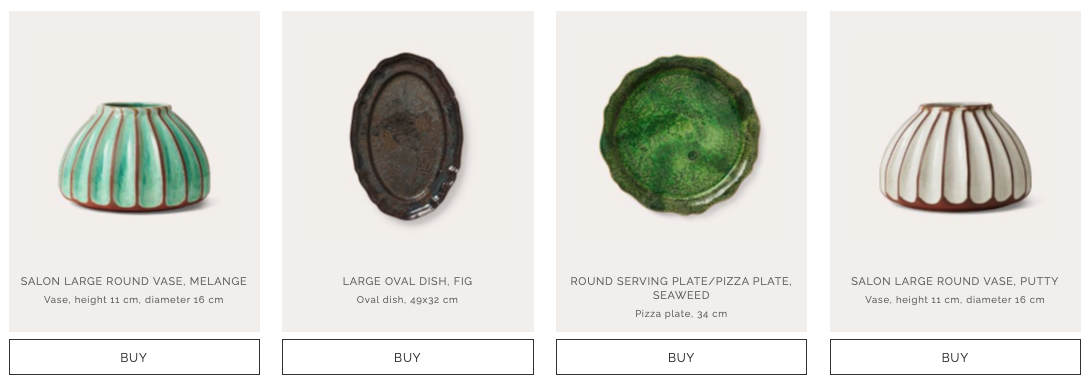 SALON LARGE ROUND VASE, MELANGE
Vase, height 11 cm, diameter 16 cm
BUY
LARGE OVAL DISH, FIG
Oval dish, 49x32 cm
BUY
ROUND SERVING PLATE/PIZZA PLATE,
SEAWEED
Pizza plate, 34 cm
BUY
SALON LARGE ROUND VASE, PUTTY
Vase, height 11 cm, diameter 16 cm
BUY